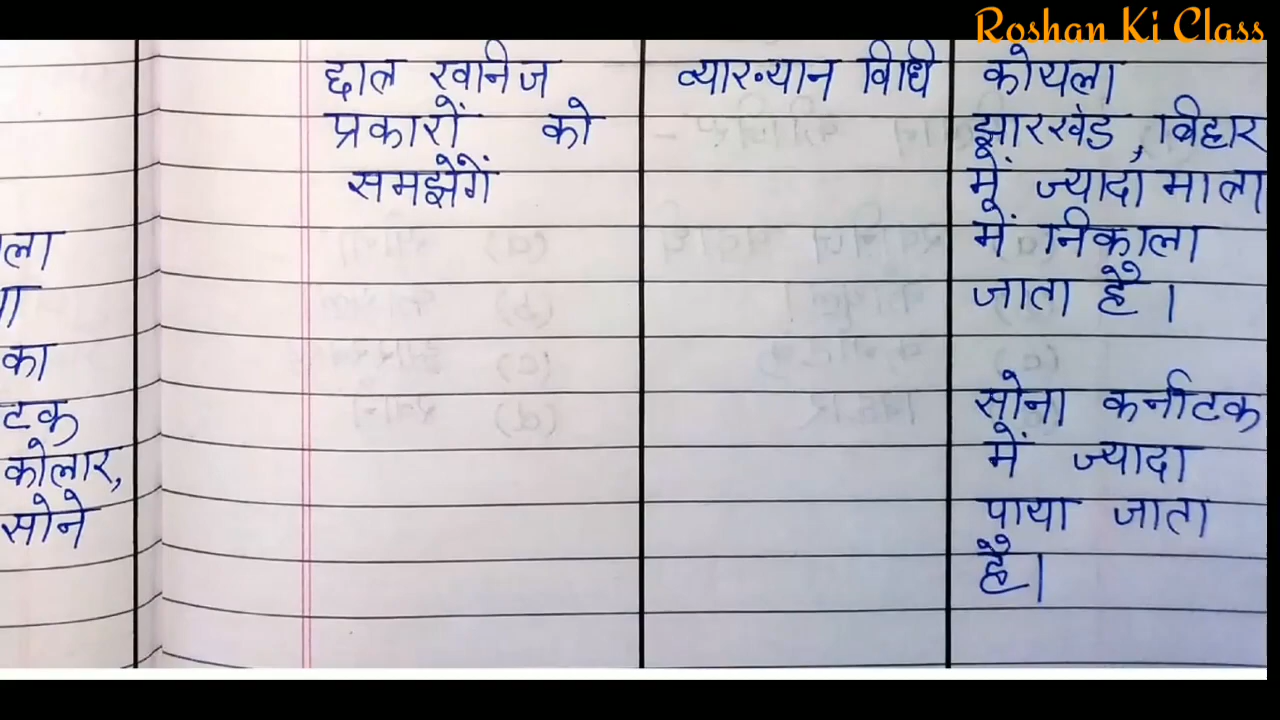 Roshan Ki Class
छात्र खनिज
प्रकारों को
समझेगें
व्याख्यान विधि
कोयला
झारखंड, बिहार
में ज्यादा मात्रा
में निकाला
जाता है।
सोना कर्नाटक
में ज्यादा
पाया जाता
है।
का
टक
कोलार,
सोने